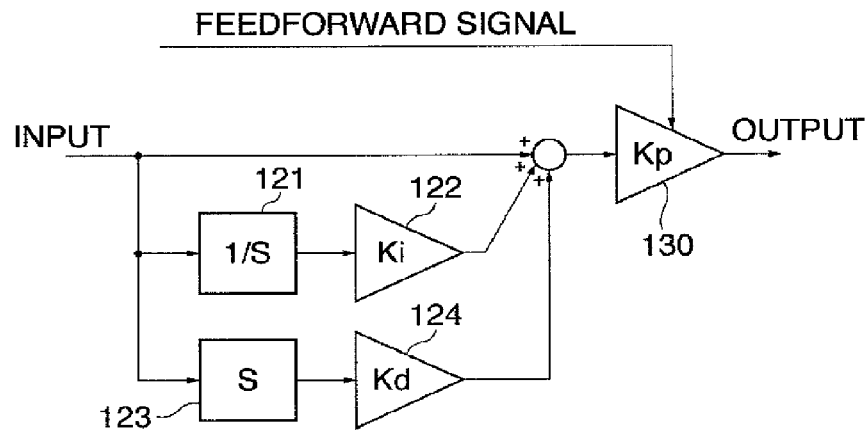 FEEDFORWARD SIGNAL
INPUT
+
+
+
Kp
OUTPUT
130
121
1/S
122
Ki
123
S
124
Kd